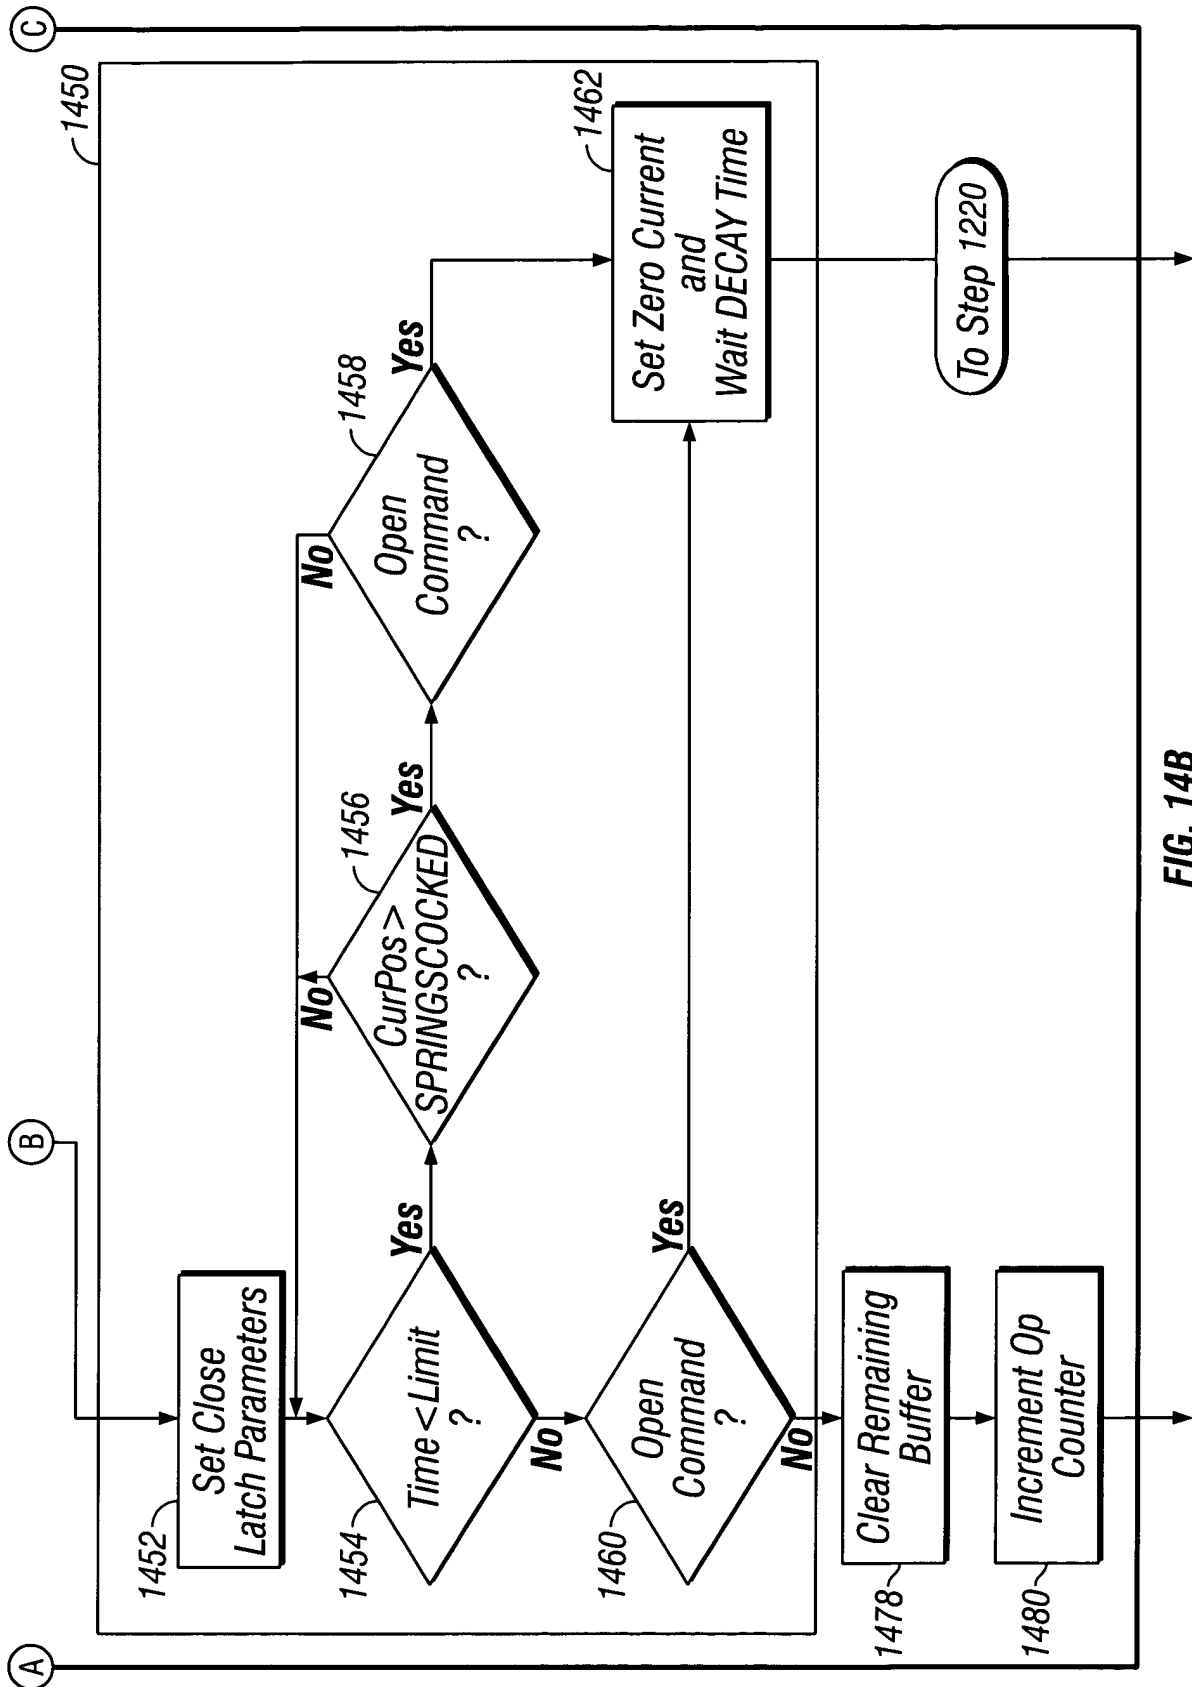 A
B
C
1450
1452
Set Close
Latch Parameters
1454
Time<Limit
?
Yes
No
1456
CurPos>
SPRINGSCOCKED
?
Yes
No
1458
Open
Command
?
Yes
No
1460
Open
Command
?
Yes
No
1462
Set Zero Current
and
Wait DECAY Time
1478
Clear Remaining
Buffer
1480
Increment Op
Counter
To Step 1220
FIG. 14B